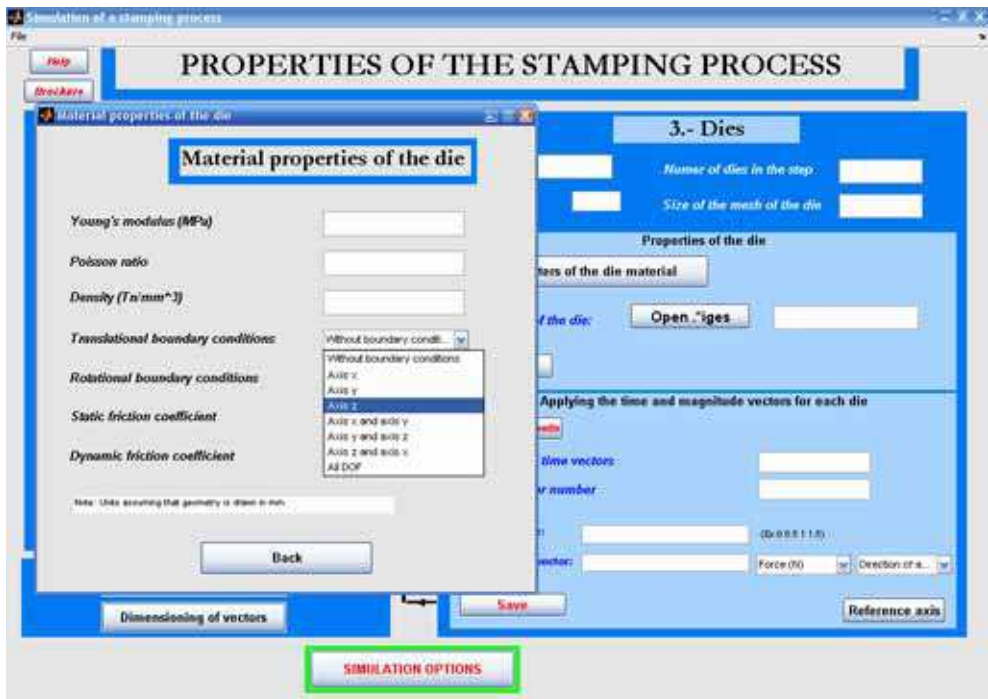 Simulation of a stamping process
File
Help
Brochure
PROPERTIES OF THE STAMPING PROCESS
Material properties of the die
Material properties of the die
Young's modulus (MPa)
Poisson ratio
Density (Tn/mm^3)
Translational boundary conditions
Without boundary condit...
Without boundary conditions
Axis x
Axis y
Axis z
Axis x and axis y
Axis y and axis z
Axis z and axis x
All DOF
Rotational boundary conditions
Static friction coefficient
Dynamic friction coefficient
Note: Units assuming that geometry is drawn in mm.
Back
3.- Dies
Numer of dies in the step
Size of the mesh of the die
Properties of the die
ters of the die material
of the die:
Open .*iges
Applying the time and magnitude vectors for each die
time vectors
or number
vector:
Force (N)
Direction of a...
Save
Reference axis
Dimensioning of vectors
SIMULATION OPTIONS